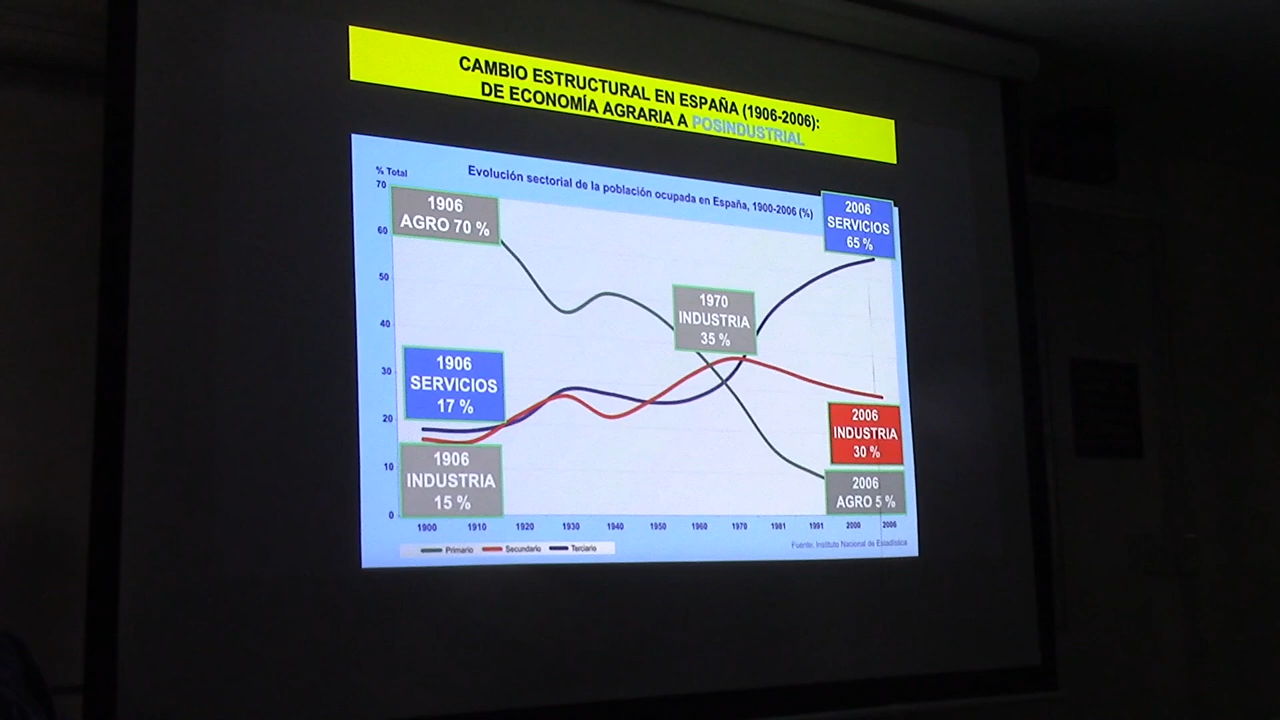 CAMBIO ESTRUCTURAL EN ESPAÑA (1906-2006):
DE ECONOMÍA AGRARIA A POSINDUSTRIAL
Evolución sectorial de la población ocupada en España, 1900-2006 (%)
% Total
70
60
50
40
30
20
10
0
1906
AGRO 70 %
2006
SERVICIOS
65 %
1970
INDUSTRIA
35 %
1906
SERVICIOS
17 %
2006
INDUSTRIA
30 %
1906
INDUSTRIA
15 %
2006
AGRO 5 %
1900 1910 1920 1930 1940 1950 1960 1970 1981 1991 2000 2006
Primario Secundario Terciario
Fuente: Instituto Nacional de Estadística